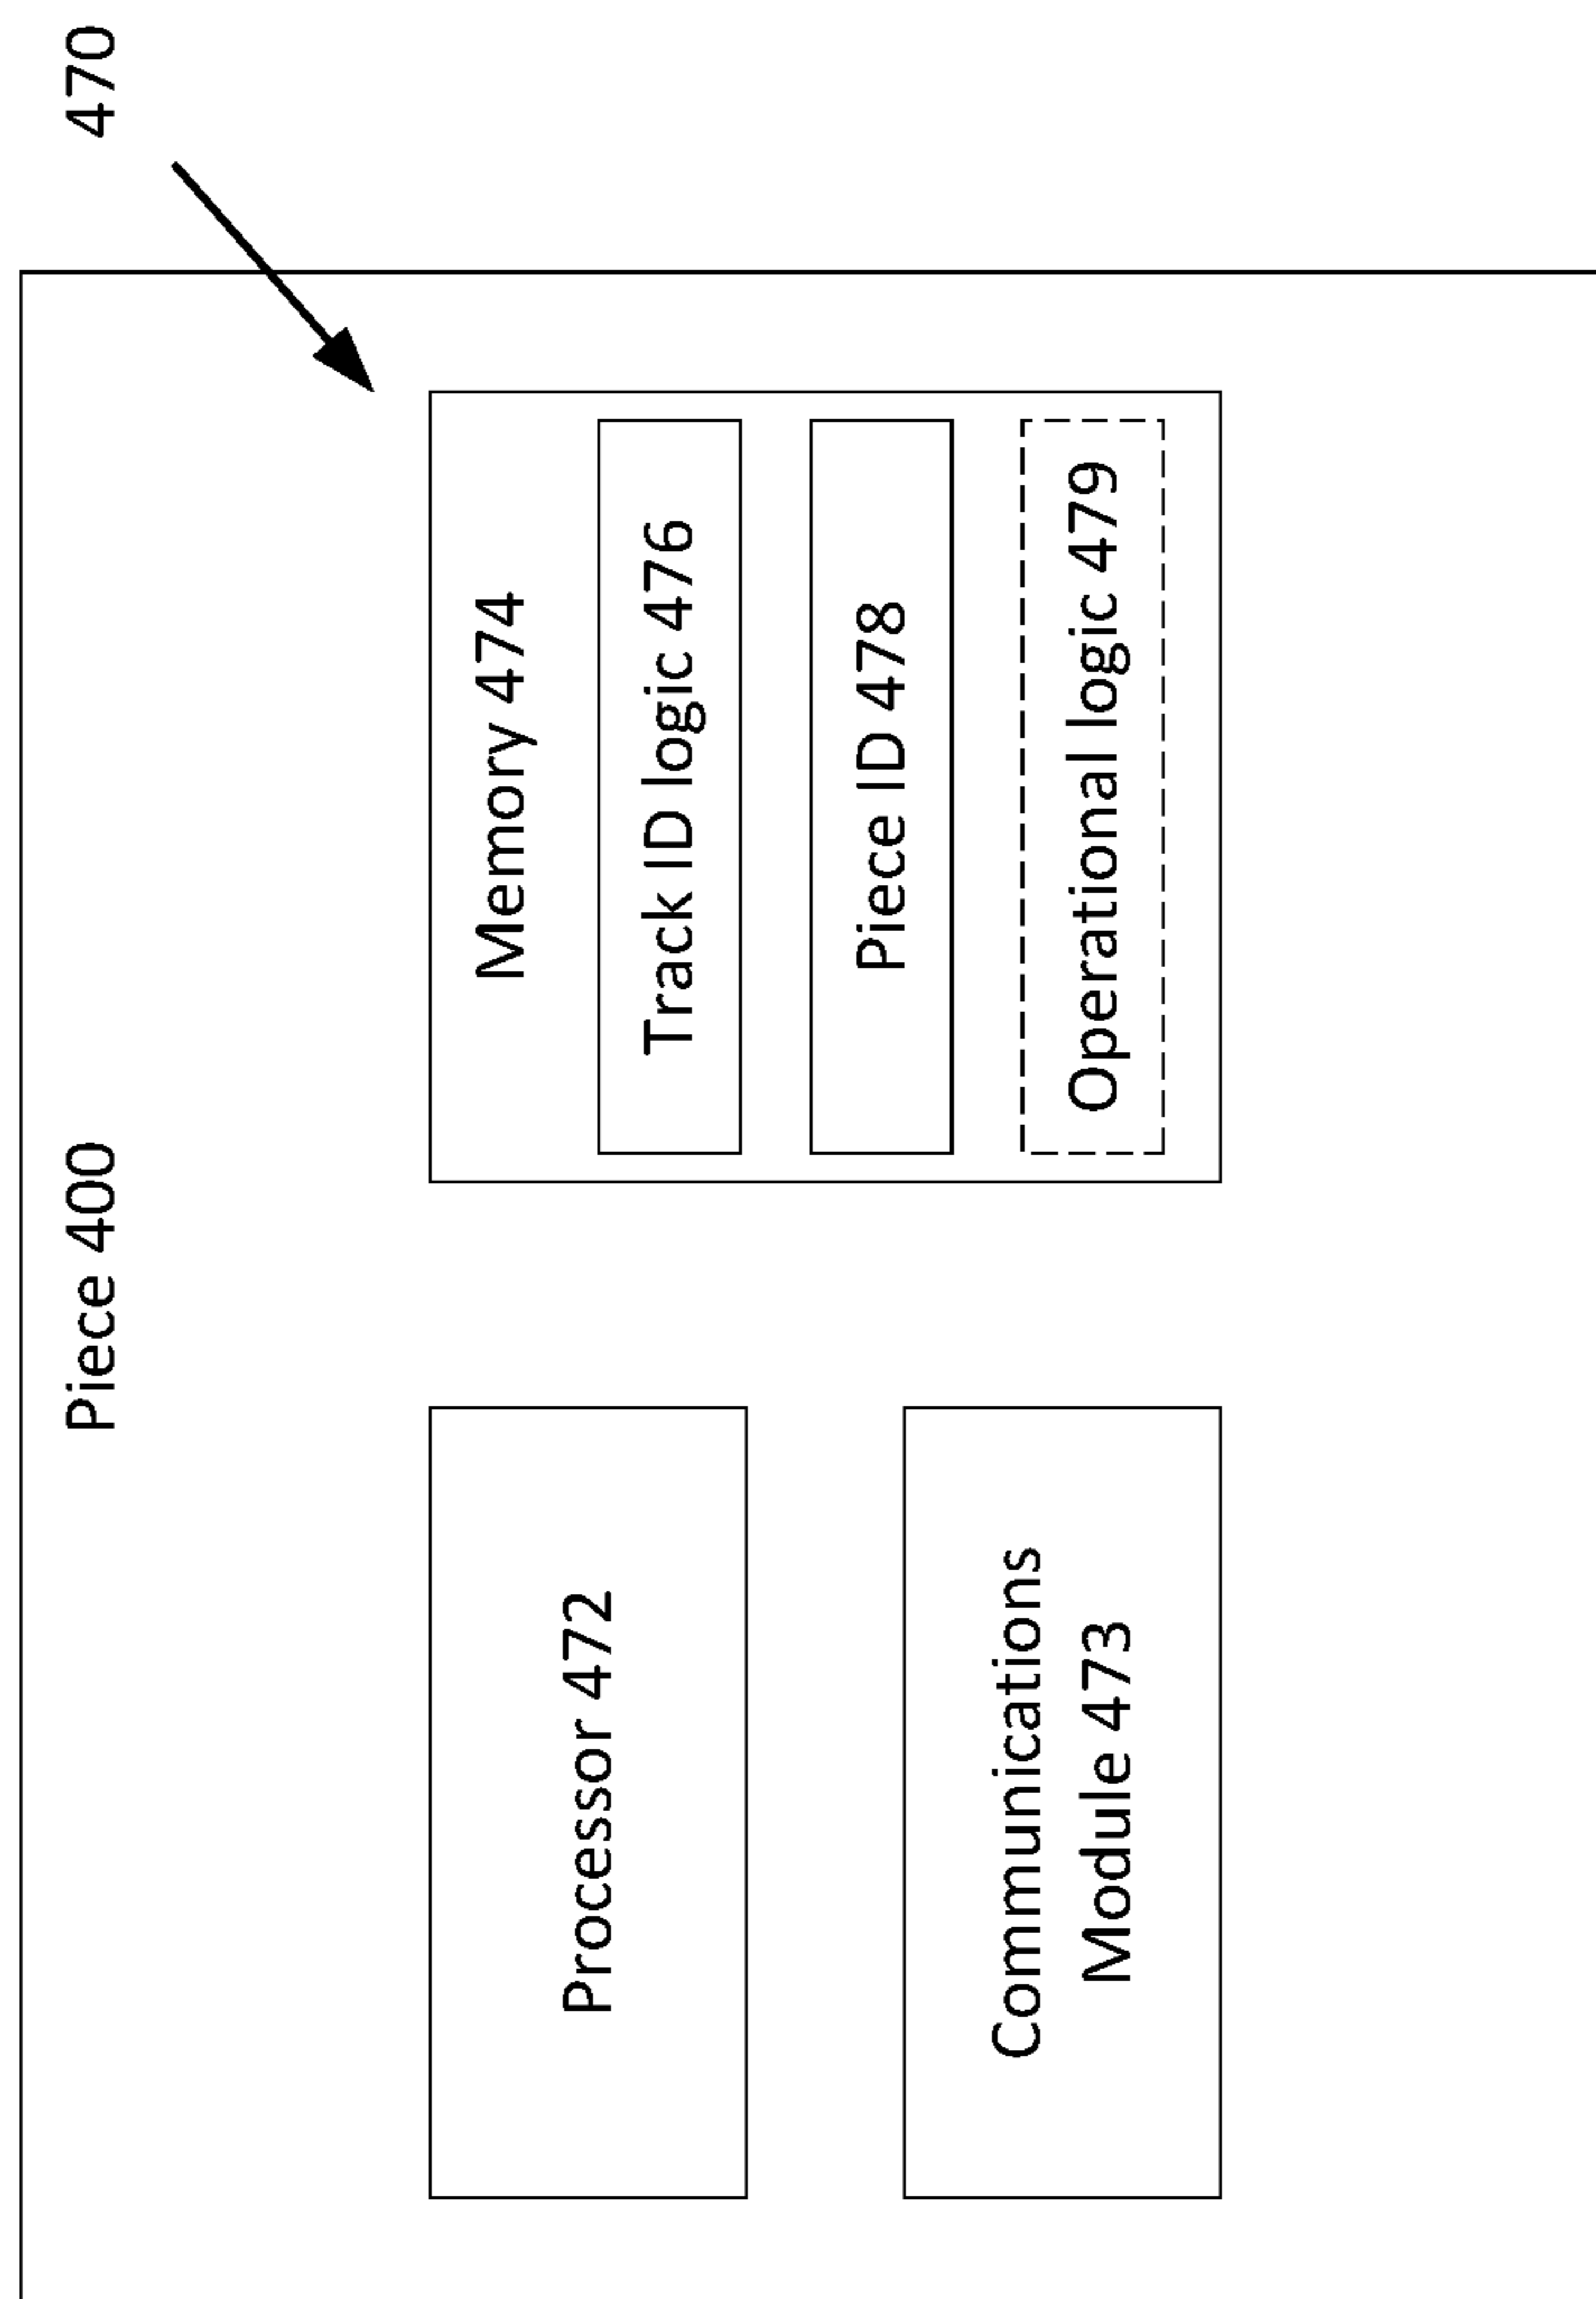 470
Piece 400
Memory 474
Track ID logic 476
Piece ID 478
Operational logic 479
Processor 472
Communications
Module 473